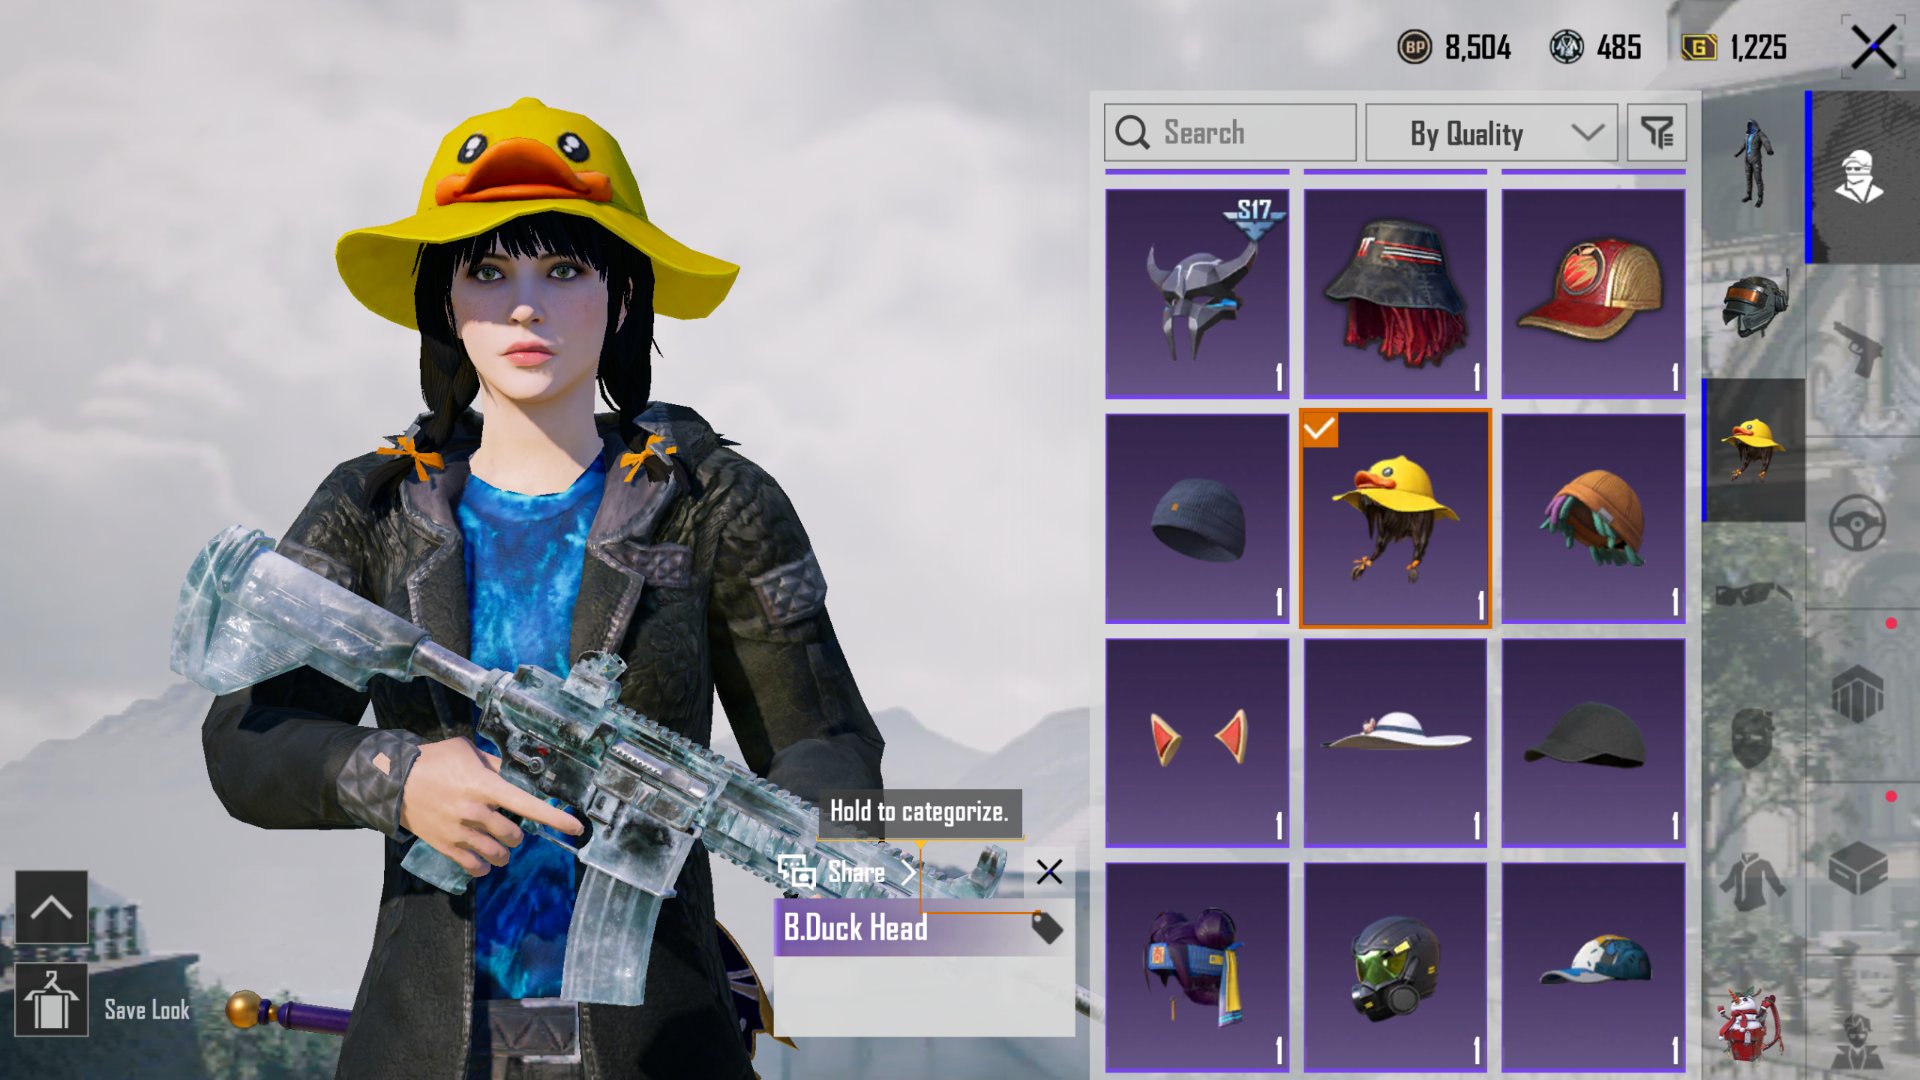 BP 8,504 485 G 1,225
Search By Quality
S17
1 1 1
1 1 1
1 1 1
1 1 1
Hold to categorize.
Share
B.Duck Head
Save Look